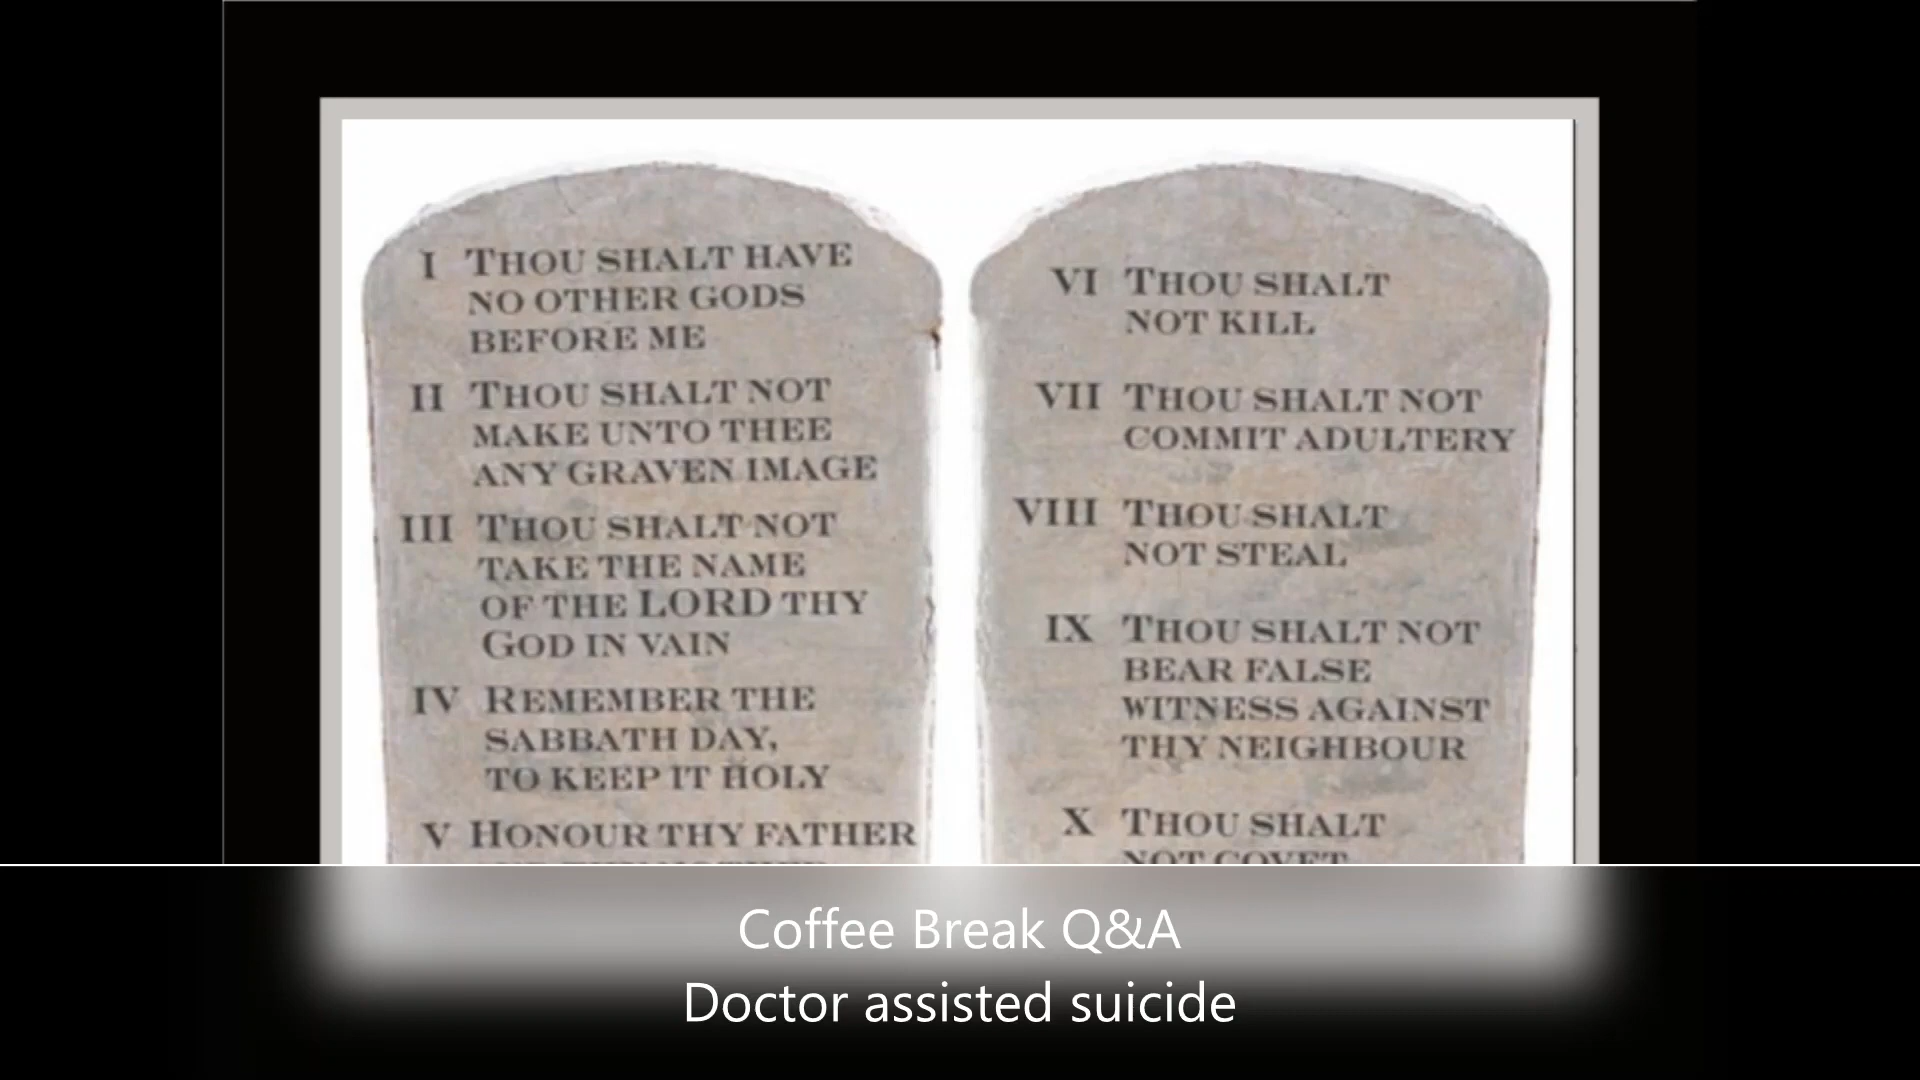 I THOU SHALT HAVE
NO OTHER GODS
BEFORE ME
II THOU SHALT NOT
MAKE UNTO THEE
ANY GRAVEN IMAGE
III THOU SHALT NOT
TAKE THE NAME
OF THE LORD THY
GOD IN VAIN
IV REMEMBER THE
SABBATH DAY,
TO KEEP IT HOLY
V HONOUR THY FATHER
VI THOU SHALT
NOT KILL
VII THOU SHALT NOT
COMMIT ADULTERY
VIII THOU SHALT
NOT STEAL
IX THOU SHALT NOT
BEAR FALSE
WITNESS AGAINST
THY NEIGHBOUR
X THOU SHALT
NOT COVET
Coffee Break Q&A
Doctor assisted suicide